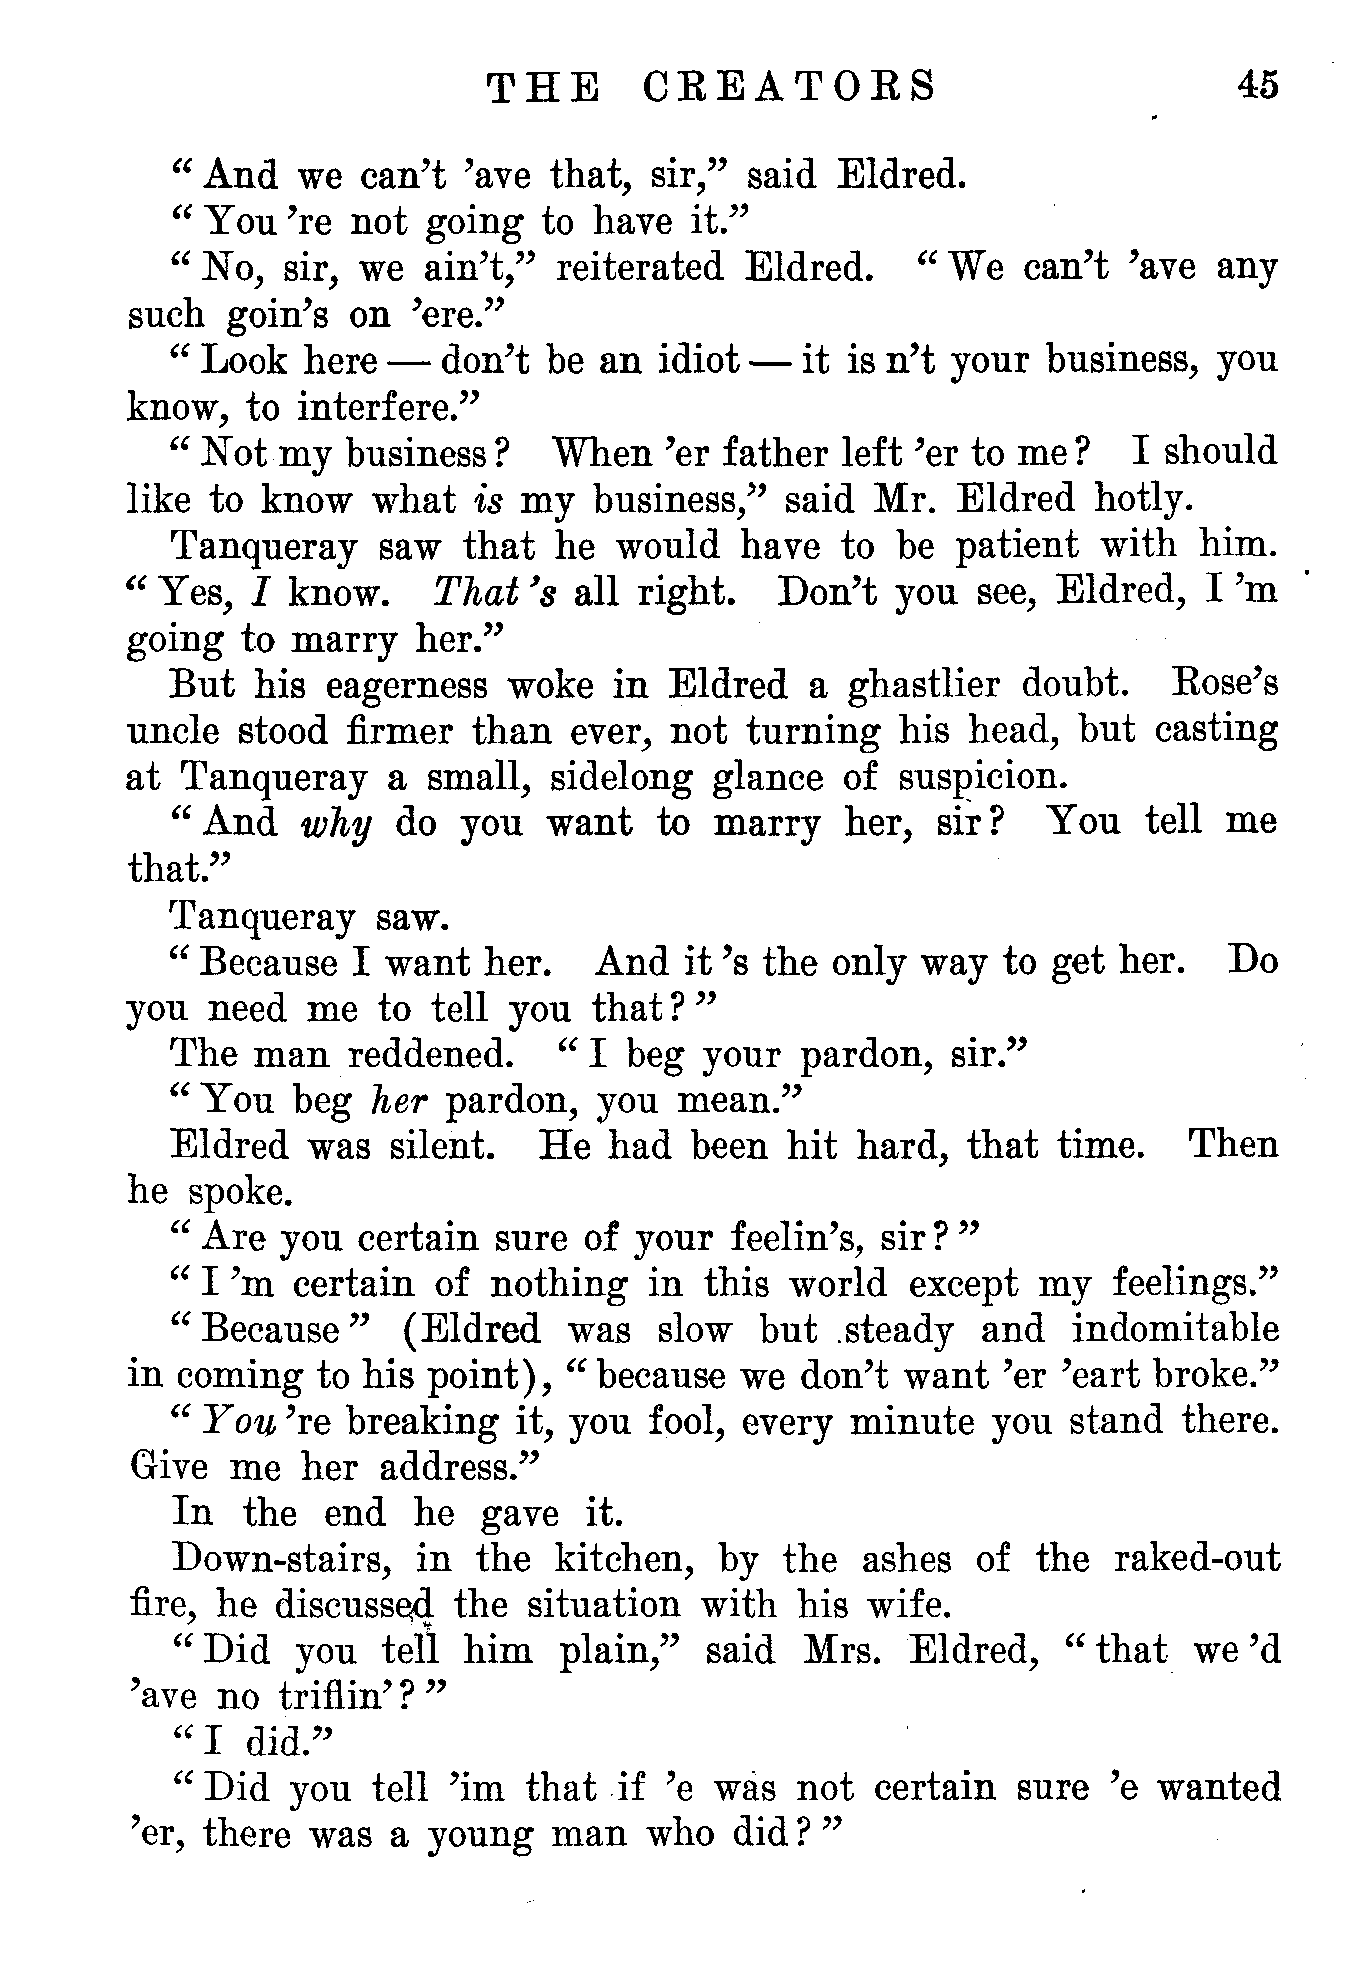 THE CREATORS 45
“And we can’t ’ave that, sir,” said Eldred.
“You ’re not going to have it.”
“No, sir, we ain’t,” reiterated Eldred. “We can’t ’ave any
such goin’s on ’ere.”
“Look here — don’t be an idiot — it is n’t your business, you
know, to interfere.”
“Not my business? When ’er father left ’er to me? I should
like to know what is my business,” said Mr. Eldred hotly.
Tanqueray saw that he would have to be patient with him.
“Yes, I know. That ’s all right. Don’t you see, Eldred, I ’m
going to marry her.”
But his eagerness woke in Eldred a ghastlier doubt. Rose’s
uncle stood firmer than ever, not turning his head, but casting
at Tanqueray a small, sidelong glance of suspicion.
“And why do you want to marry her, sir? You tell me
that.”
Tanqueray saw.
“Because I want her. And it ’s the only way to get her. Do
you need me to tell you that?”
The man reddened. “I beg your pardon, sir.”
“You beg her pardon, you mean.”
Eldred was silent. He had been hit hard, that time. Then
he spoke.
“Are you certain sure of your feelin’s, sir?”
“I ’m certain of nothing in this world except my feelings.”
“Because” (Eldred was slow but steady and indomitable
in coming to his point), “because we don’t want ’er ’eart broke.”
“You ’re breaking it, you fool, every minute you stand there.
Give me her address.”
In the end he gave it.
Down-stairs, in the kitchen, by the ashes of the raked-out
fire, he discussed the situation with his wife.
“Did you tell him plain,” said Mrs. Eldred, “that we ’d
’ave no triflin’?”
“I did.”
“Did you tell ’im that if ’e was not certain sure ’e wanted
’er, there was a young man who did?”